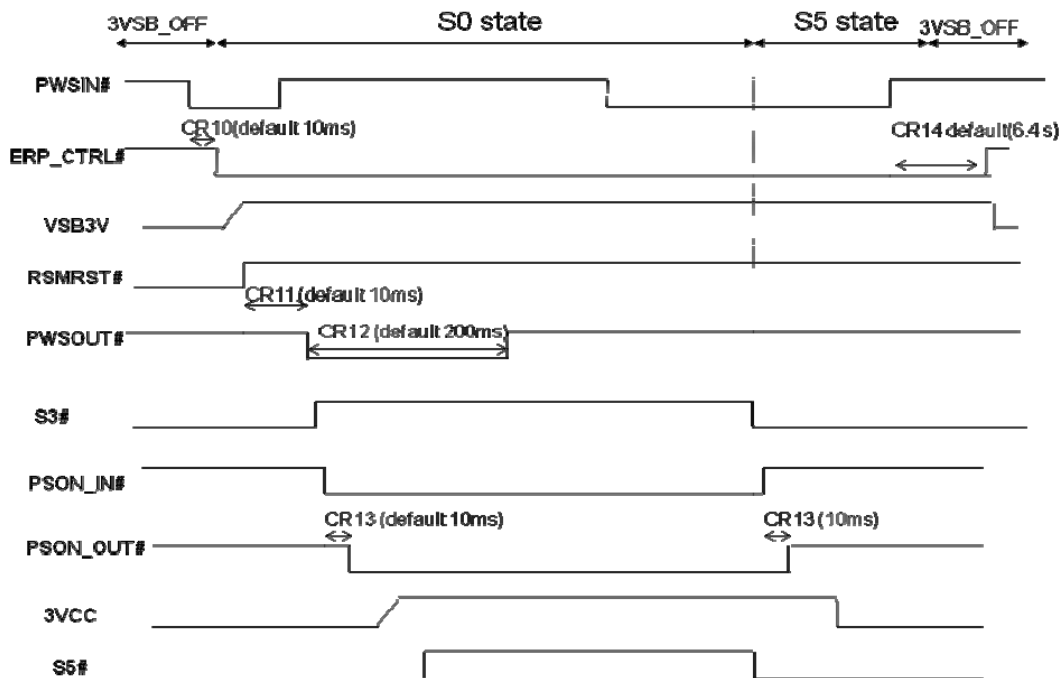 3VSB_OFF S0 state S5 state 3VSB_OFF
PWSIN#
CR10(default 10ms) CR14 default(6.4s)
ERP_CTRL#
VSB3V
RSMRST#
CR11(default 10ms)
PWSOUT# CR12 (default 200ms)
S3#
PSON_IN#
CR13 (default 10ms) CR13 (10ms)
PSON_OUT#
3VCC
S5#